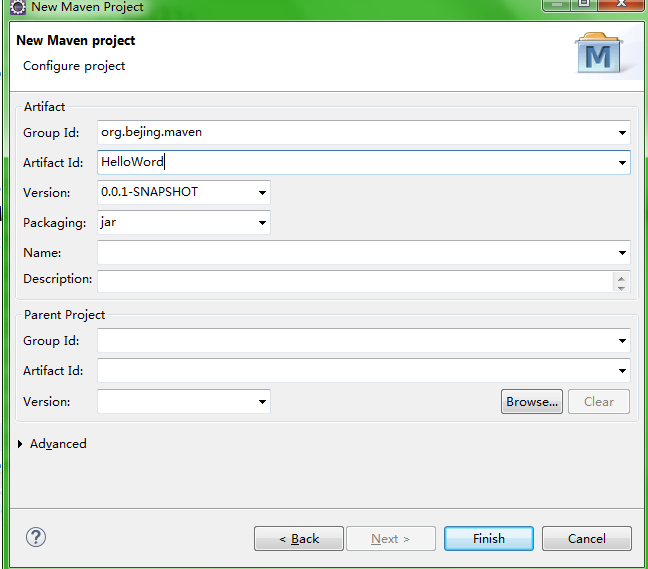 New Maven Project
New Maven project
Configure project
M
Artifact
Group Id: org.bejing.maven
Artifact Id: HelloWord
Version: 0.0.1-SNAPSHOT
Packaging: jar
Name:
Description:
Parent Project
Group Id:
Artifact Id:
Version: Browse... Clear
Advanced
? < Back Next > Finish Cancel